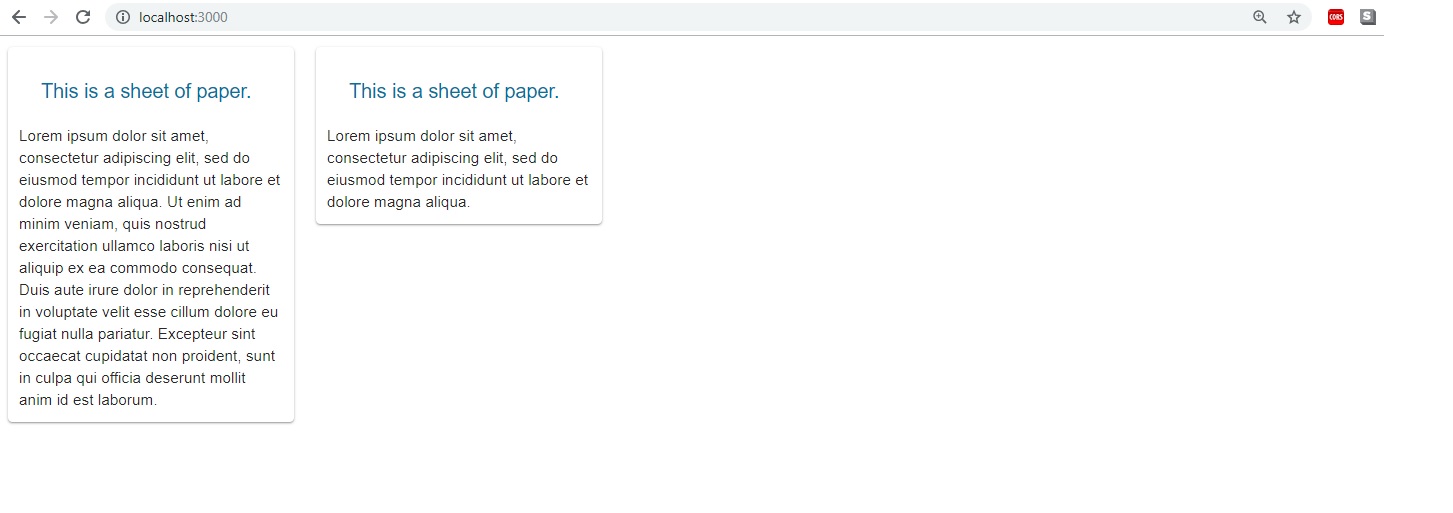 localhost:3000
CORS
S
This is a sheet of paper.
Lorem ipsum dolor sit amet,
consectetur adipiscing elit, sed do
eiusmod tempor incididunt ut labore et
dolore magna aliqua. Ut enim ad
minim veniam, quis nostrud
exercitation ullamco laboris nisi ut
aliquip ex ea commodo consequat.
Duis aute irure dolor in reprehenderit
in voluptate velit esse cillum dolore eu
fugiat nulla pariatur. Excepteur sint
occaecat cupidatat non proident, sunt
in culpa qui officia deserunt mollit
anim id est laborum.
This is a sheet of paper.
Lorem ipsum dolor sit amet,
consectetur adipiscing elit, sed do
eiusmod tempor incididunt ut labore et
dolore magna aliqua.